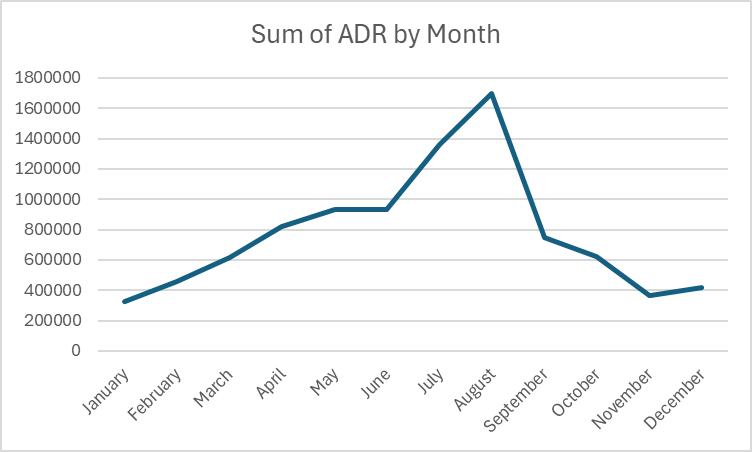 Sum of ADR by Month
1800000
1600000
1400000
1200000
1000000
800000
600000
400000
200000
0
January
February
March
April
May
June
July
August
September
October
November
December